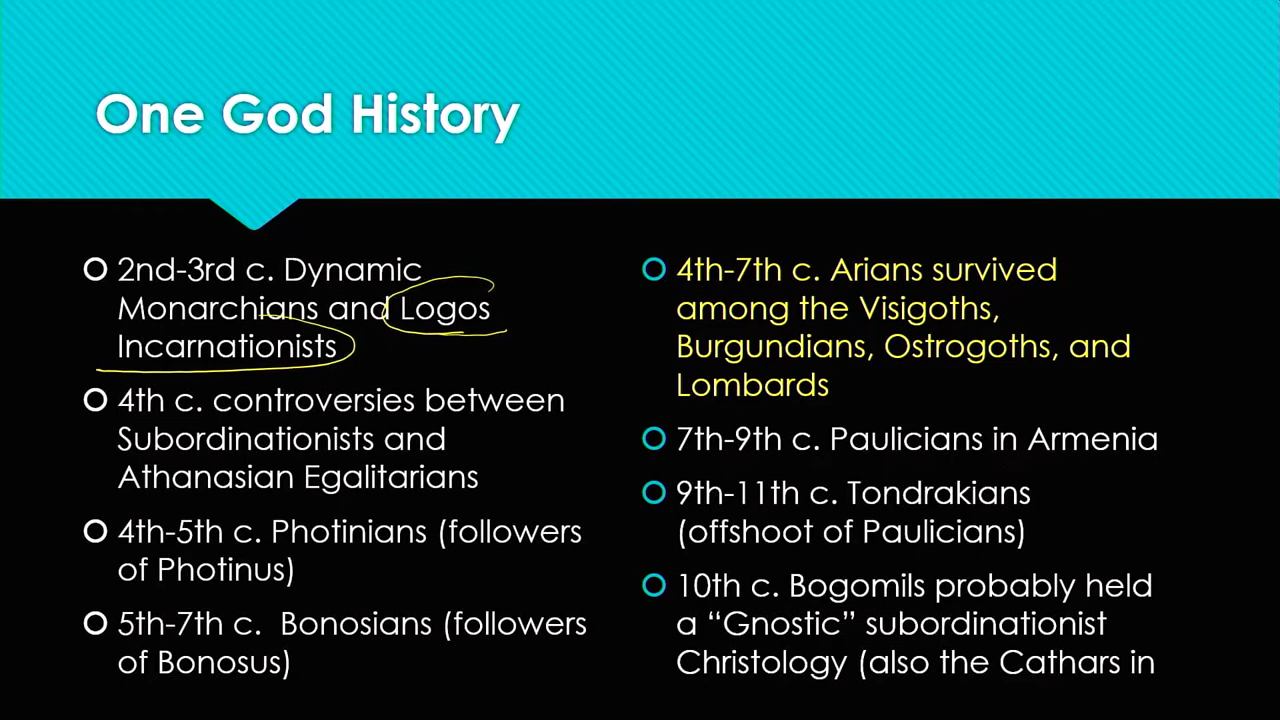 One God History
2nd-3rd c. Dynamic
Monarchians and Logos
Incarnationists
4th c. controversies between
Subordinationists and
Athanasian Egalitarians
4th-5th c. Photinians (followers
of Photinus)
5th-7th c. Bonosians (followers
of Bonosus)
4th-7th c. Arians survived
among the Visigoths,
Burgundians, Ostrogoths, and
Lombards
7th-9th c. Paulicians in Armenia
9th-11th c. Tondrakians
(offshoot of Paulicians)
10th c. Bogomils probably held
a “Gnostic” subordinationist
Christology (also the Cathars in